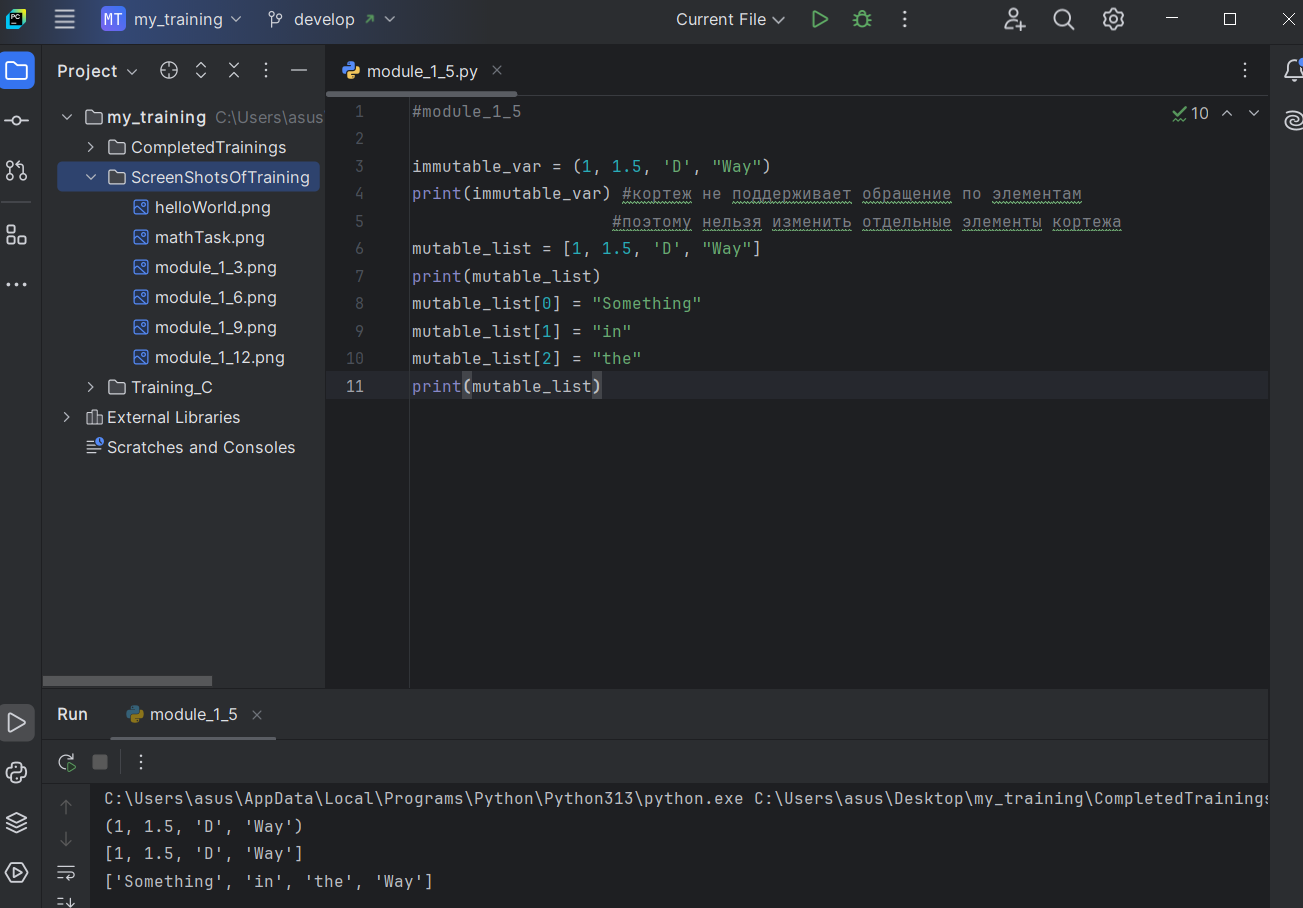 PC
MT my_training
develop
Current File
Project
my_training C:\Users\asus
CompletedTrainings
ScreenShotsOfTraining
helloWorld.png
mathTask.png
module_1_3.png
module_1_6.png
module_1_9.png
module_1_12.png
Training_C
External Libraries
Scratches and Consoles
module_1_5.py
10
1 #module_1_5
2
3 immutable_var = (1, 1.5, 'D', "Way")
4 print(immutable_var) #кортеж не поддерживает обращение по элементам
5 #поэтому нельзя изменить отдельные элементы кортежа
6 mutable_list = [1, 1.5, 'D', "Way"]
7 print(mutable_list)
8 mutable_list[0] = "Something"
9 mutable_list[1] = "in"
10 mutable_list[2] = "the"
11 print(mutable_list)
Run
module_1_5
C:\Users\asus\AppData\Local\Programs\Python\Python313\python.exe C:\Users\asus\Desktop\my_training\CompletedTrainings
(1, 1.5, 'D', 'Way')
[1, 1.5, 'D', 'Way']
['Something', 'in', 'the', 'Way']